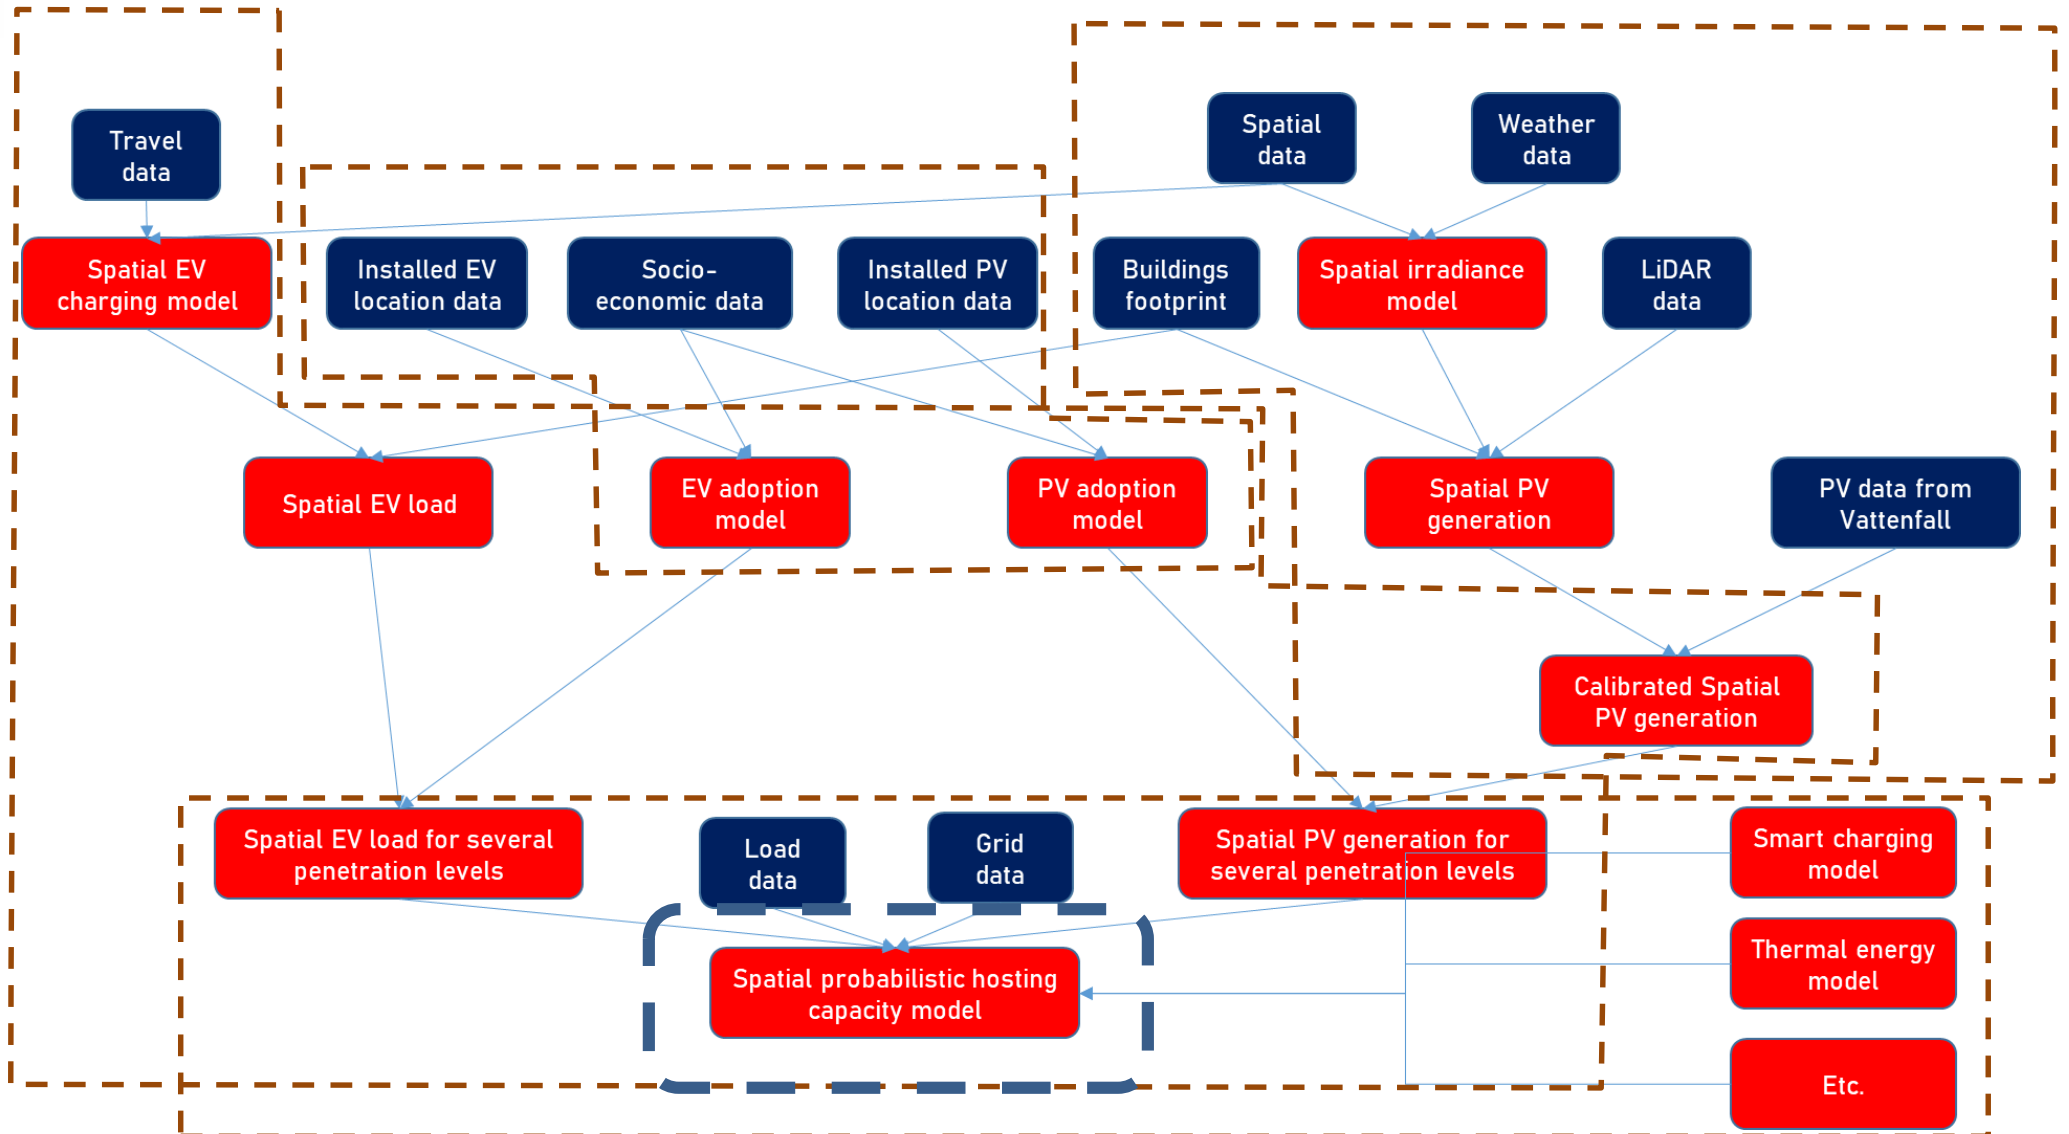 Travel
data
Spatial
data
Weather
data
Spatial EV
charging model
Installed EV
location data
Socio-
economic data
Installed PV
location data
Buildings
footprint
Spatial irradiance
model
LiDAR
data
Spatial EV load
EV adoption
model
PV adoption
model
Spatial PV
generation
PV data from
Vattenfall
Calibrated Spatial
PV generation
Spatial EV load for several
penetration levels
Load
data
Grid
data
Spatial PV generation for
several penetration levels
Smart charging
model
Spatial probabilistic hosting
capacity model
Thermal energy
model
Etc.